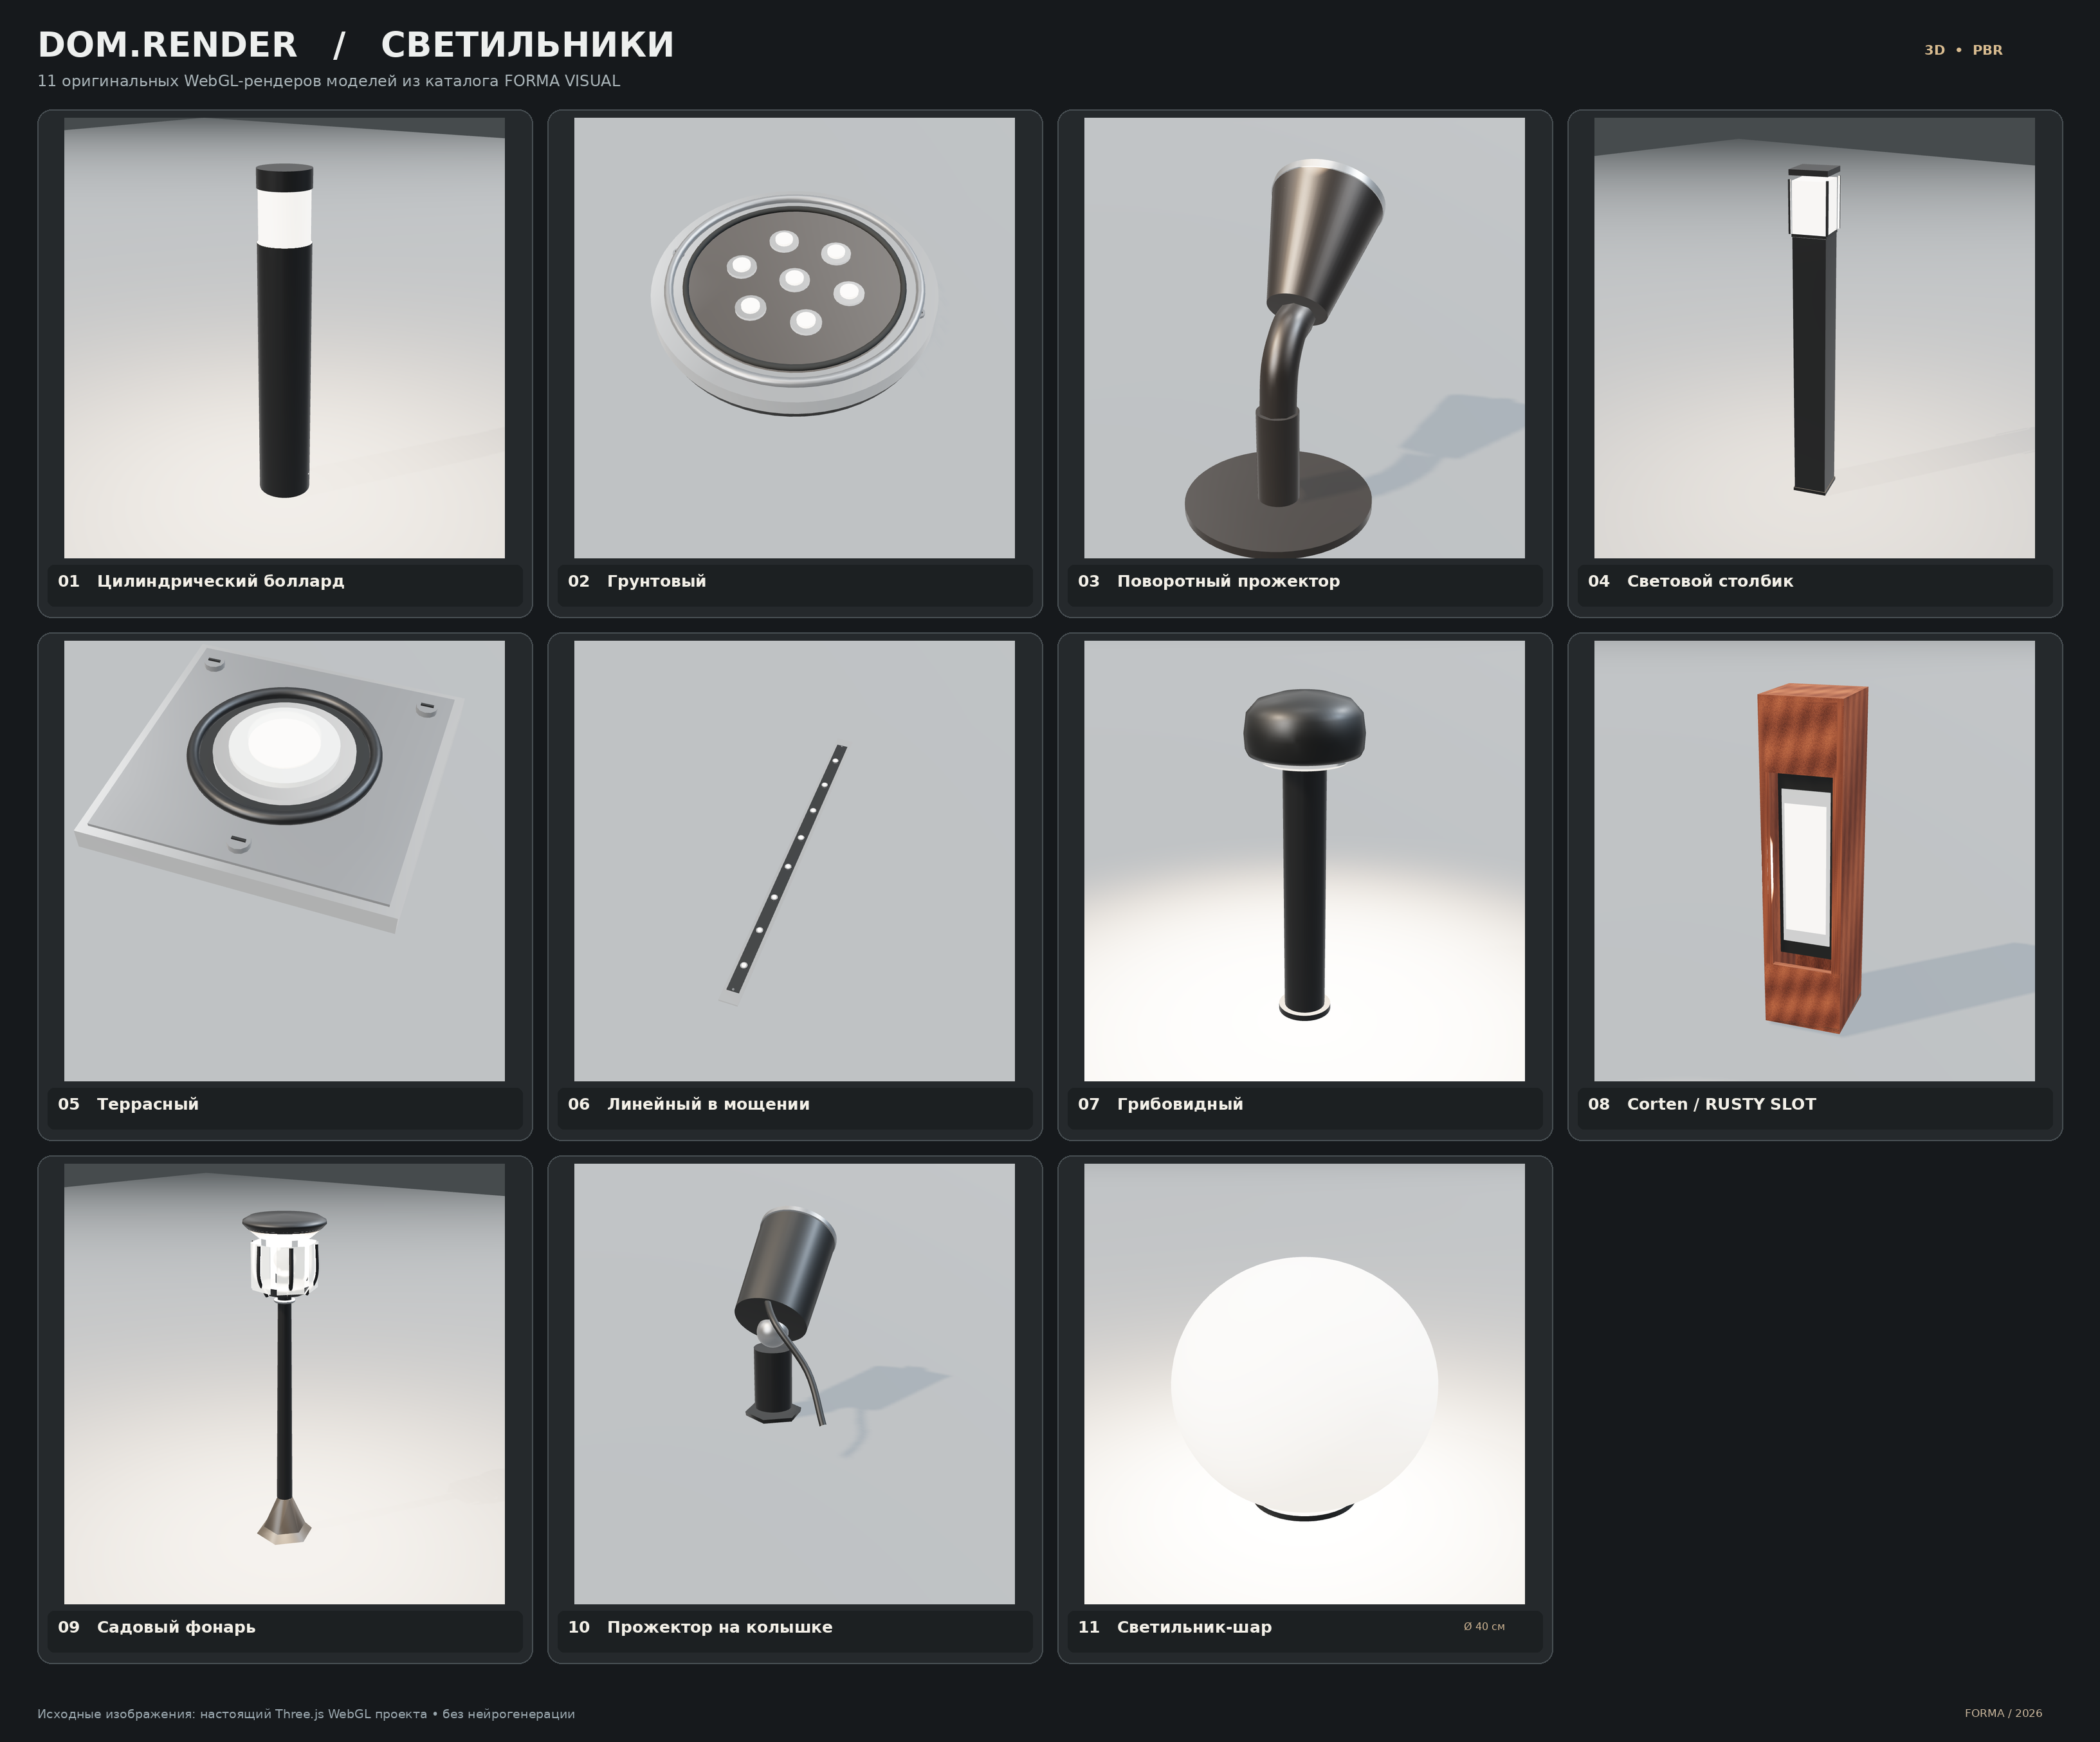 DOM.RENDER / СВЕТИЛЬНИКИ
3D • PBR
11 оригинальных WebGL-рендеров моделей из каталога FORMA VISUAL
01 Цилиндрический боллард
02 Грунтовый
03 Поворотный прожектор
04 Световой столбик
05 Террасный
06 Линейный в мощении
07 Грибовидный
08 Corten / RUSTY SLOT
09 Садовый фонарь
10 Прожектор на колышке
11 Светильник-шар Ø 40 см
Исходные изображения: настоящий Three.js WebGL проекта • без нейрогенерации
FORMA / 2026